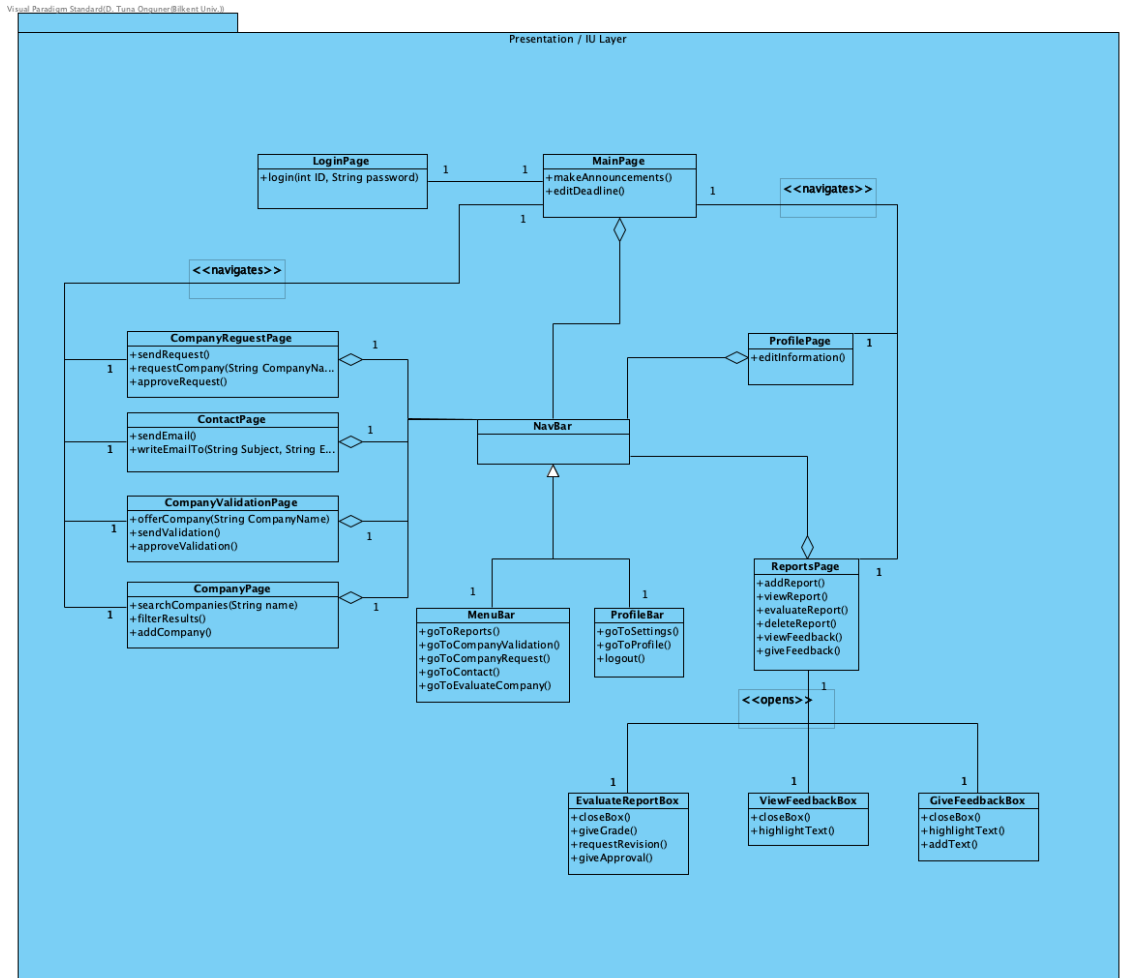 Visual Paradigm Standard(D. Tuna Onguner(Bilkent Univ.))
Presentation / IU Layer
LoginPage
+login(int ID, String password)
1
1
MainPage
+makeAnnouncements()
+editDeadline()
1
1
<<navigates>>
<<navigates>>
CompanyReguestPage
+sendRequest()
+requestCompany(String CompanyNa...
+approveRequest()
1
1
ProfilePage
+editInformation()
1
ContactPage
+sendEmail()
+writeEmailTo(String Subject, String E...
1
1
NavBar
CompanyValidationPage
+offerCompany(String CompanyName)
+sendValidation()
+approveValidation()
1
1
CompanyPage
+searchCompanies(String name)
+filterResults()
+addCompany()
1
1
1
MenuBar
+goToReports()
+goToCompanyValidation()
+goToCompanyRequest()
+goToContact()
+goToEvaluateCompany()
1
ProfileBar
+goToSettings()
+goToProfile()
+logout()
ReportsPage
+addReport()
+viewReport()
+evaluateReport()
+deleteReport()
+viewFeedback()
+giveFeedback()
1
1
<<opens>>
1
EvaluateReportBox
+closeBox()
+giveGrade()
+requestRevision()
+giveApproval()
1
ViewFeedbackBox
+closeBox()
+highlightText()
1
GiveFeedbackBox
+closeBox()
+highlightText()
+addText()